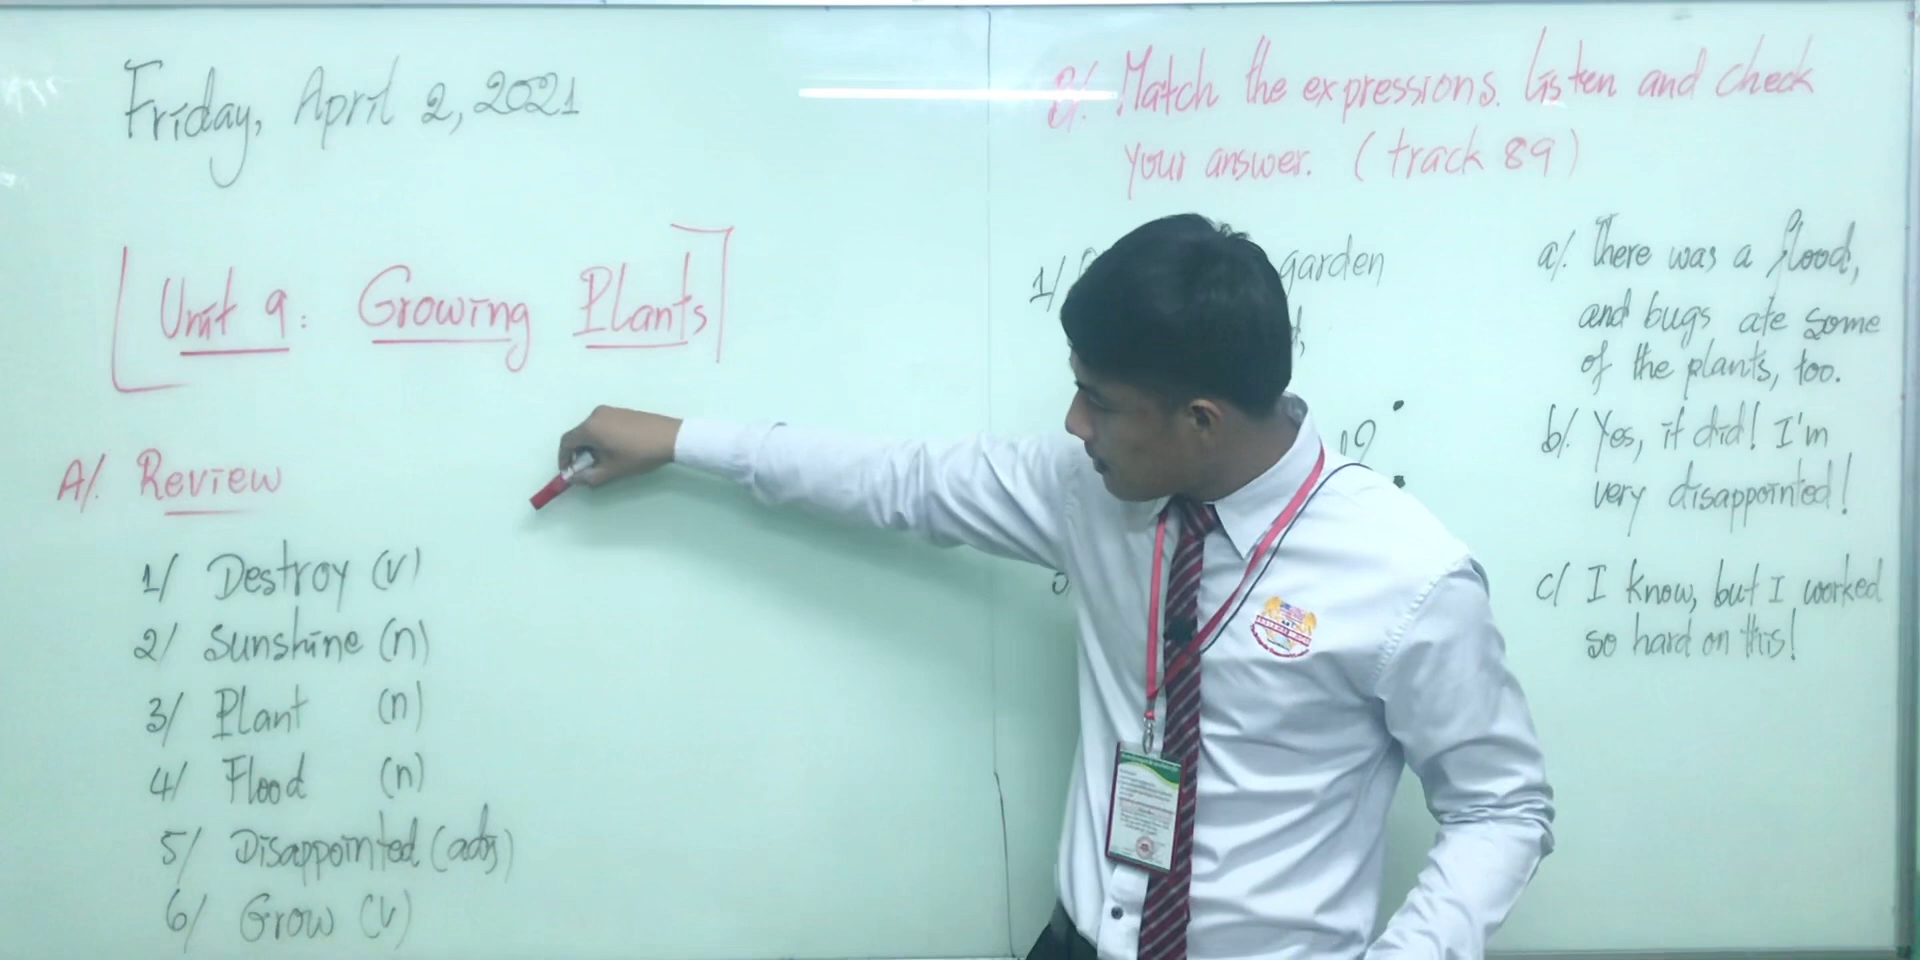 Friday, April 2, 2021
Unit 9: Growing Plants
A/. Review
1/ Destroy (v)
2/ Sunshine (n)
3/ Plant (n)
4/ Flood (n)
5/ Disappointed (adj)
6/ Grow (v)
B/. Match the expressions. Listen and check
your answer. (track 89)
1/ garden
a/. There was a flood,
and bugs ate some
of the plants, too.
b/. Yes, it did! I'm
very disappointed!
c/ I know, but I worked
so hard on this!